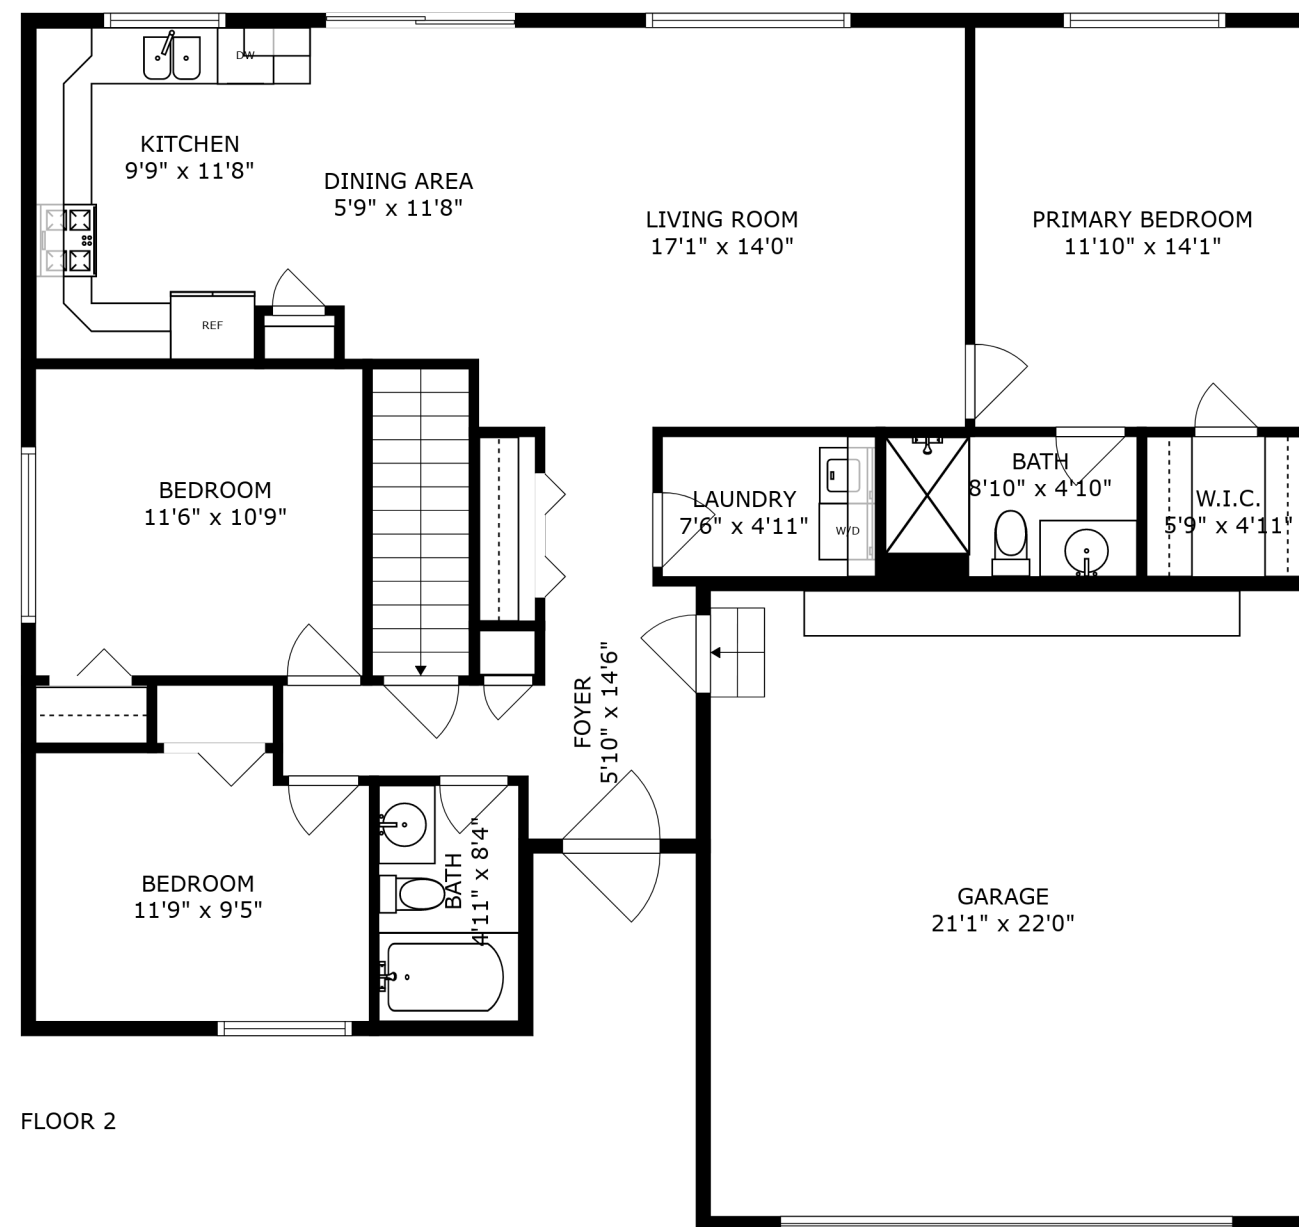 DW
KITCHEN
9'9" x 11'8"
DINING AREA
5'9" x 11'8"
LIVING ROOM
17'1" x 14'0"
PRIMARY BEDROOM
11'10" x 14'1"
REF
BEDROOM
11'6" x 10'9"
LAUNDRY
7'6" x 4'11"
W/D
BATH
8'10" x 4'10"
W.I.C.
5'9" x 4'11"
FOYER
5'10" x 14'6"
BEDROOM
11'9" x 9'5"
BATH
4'11" x 8'4"
GARAGE
21'1" x 22'0"
FLOOR 2